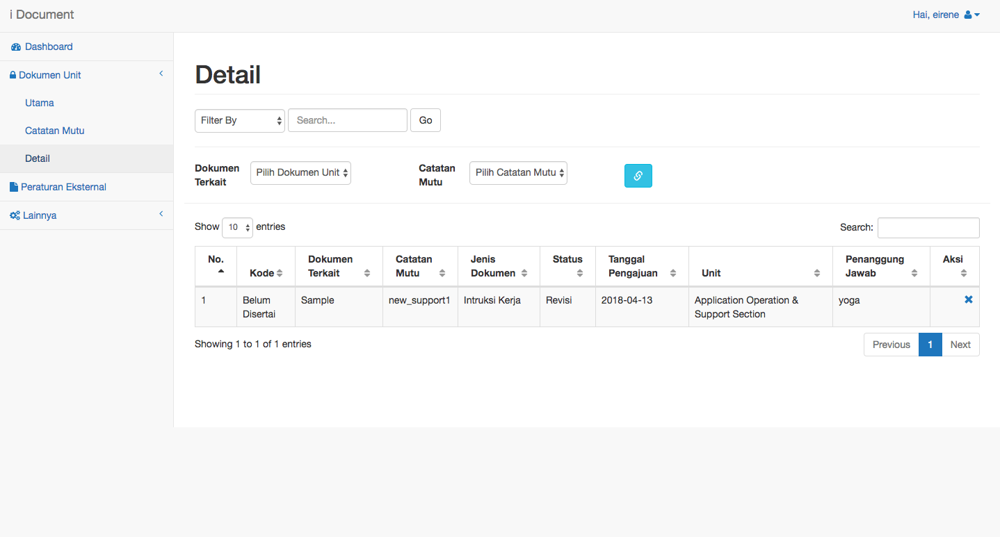 i Document
Hai, eirene
Dashboard
Dokumen Unit
Utama
Catatan Mutu
Detail
Peraturan Eksternal
Lainnya
Detail
Filter By Search... Go
Dokumen Terkait Pilih Dokumen Unit Catatan Mutu Pilih Catatan Mutu
Show 10 entries Search:
No. Kode Dokumen Terkait Catatan Mutu Jenis Dokumen Status Tanggal Pengajuan Unit Penanggung Jawab Aksi
1 Belum Disertai Sample new_support1 Intruksi Kerja Revisi 2018-04-13 Application Operation & Support Section yoga
Showing 1 to 1 of 1 entries Previous 1 Next